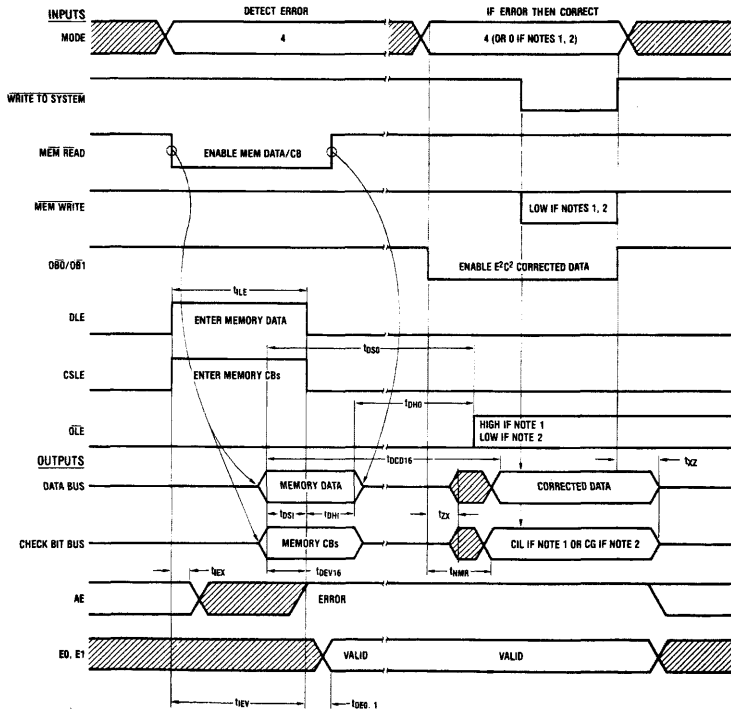 INPUTS
DETECT ERROR
IF ERROR THEN CORRECT
MODE
4
4 (OR 0 IF NOTES 1, 2)
WRITE TO SYSTEM
MEM READ
ENABLE MEM DATA/CB
MEM WRITE
LOW IF NOTES 1, 2
OB0/OB1
ENABLE E²C² CORRECTED DATA
tILE
DLE
ENTER MEMORY DATA
tDSO
CSLE
ENTER MEMORY CBs
tDHO
OLE
HIGH IF NOTE 1
LOW IF NOTE 2
OUTPUTS
tDCD16
tXZ
DATA BUS
MEMORY DATA
CORRECTED DATA
tDSI
tDHI
tZX
CHECK BIT BUS
MEMORY CBs
CIL IF NOTE 1 OR CG IF NOTE 2
tIEX
tDEV16
tNMR
AE
ERROR
E0, E1
VALID
VALID
tIEV
tDE0, 1